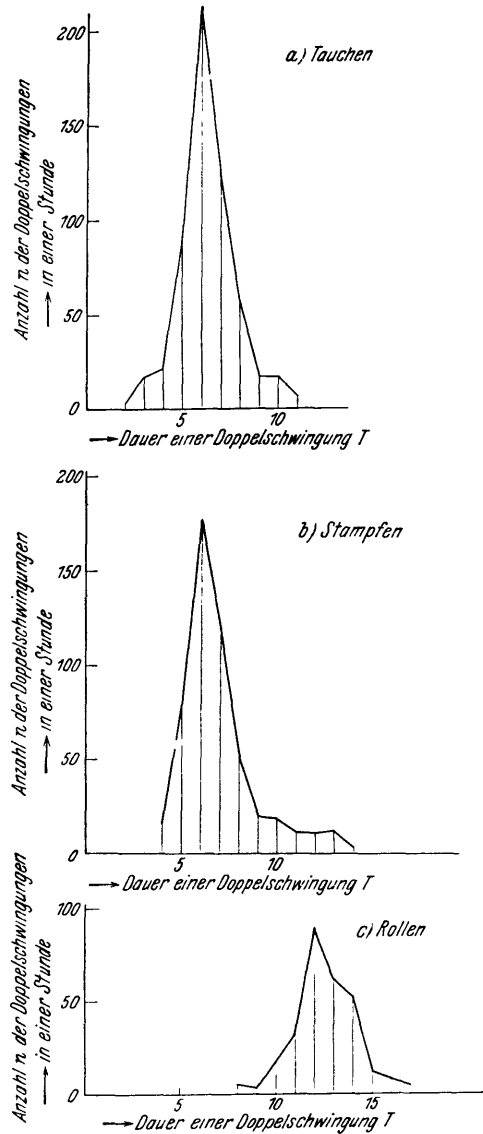 200
150
100
50
0
a) Tauchen
Anzahl n der Doppelschwingungen
→ in einer Stunde
5 10
→ Dauer einer Doppelschwingung T
200
150
100
50
0
b) Stampfen
Anzahl n der Doppelschwingungen
→ in einer Stunde
5 10
→ Dauer einer Doppelschwingung T
100
50
0
c) Rollen
Anzahl n der Doppelschwingungen
→ in einer Stunde
5 10 15
→ Dauer einer Doppelschwingung T